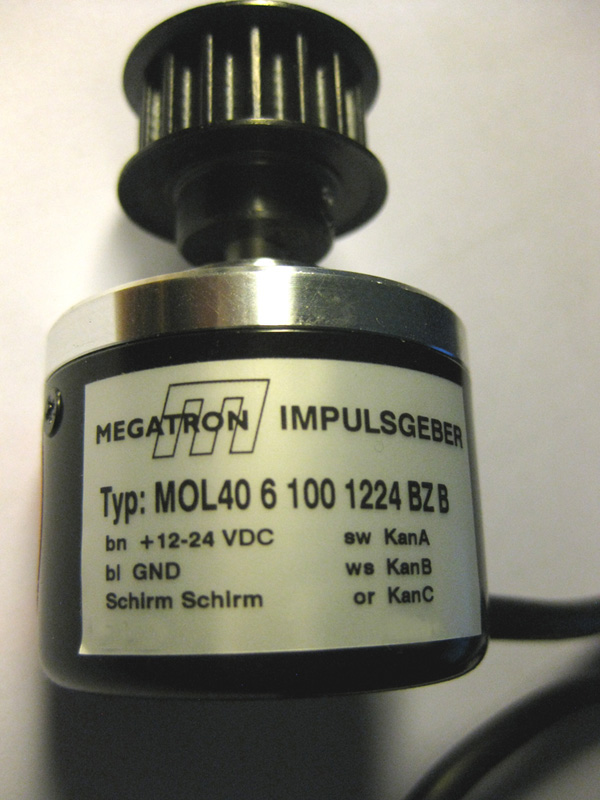 MEGATRON IMPULSGEBER
Typ: MOL40 6 100 1224 BZ B
bn +12-24 VDC sw KanA
bl GND ws KanB
Schirm Schirm or KanC